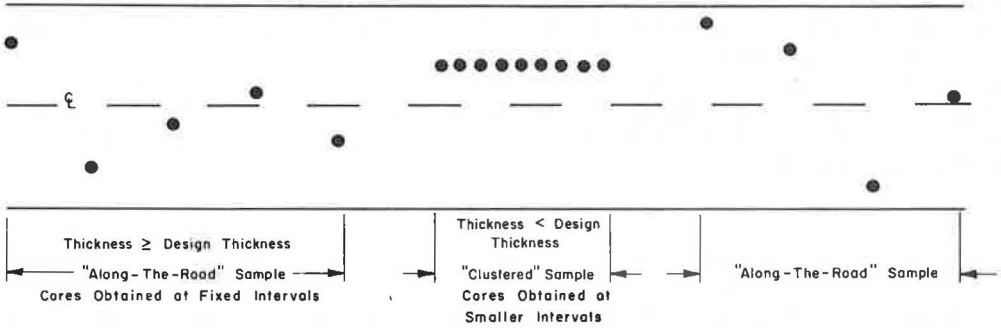 ℄
Thickness ≥ Design Thickness
"Along-The-Road" Sample
Cores Obtained at Fixed Intervals
Thickness < Design
Thickness
"Clustered" Sample
Cores Obtained at
Smaller Intervals
"Along-The-Road" Sample